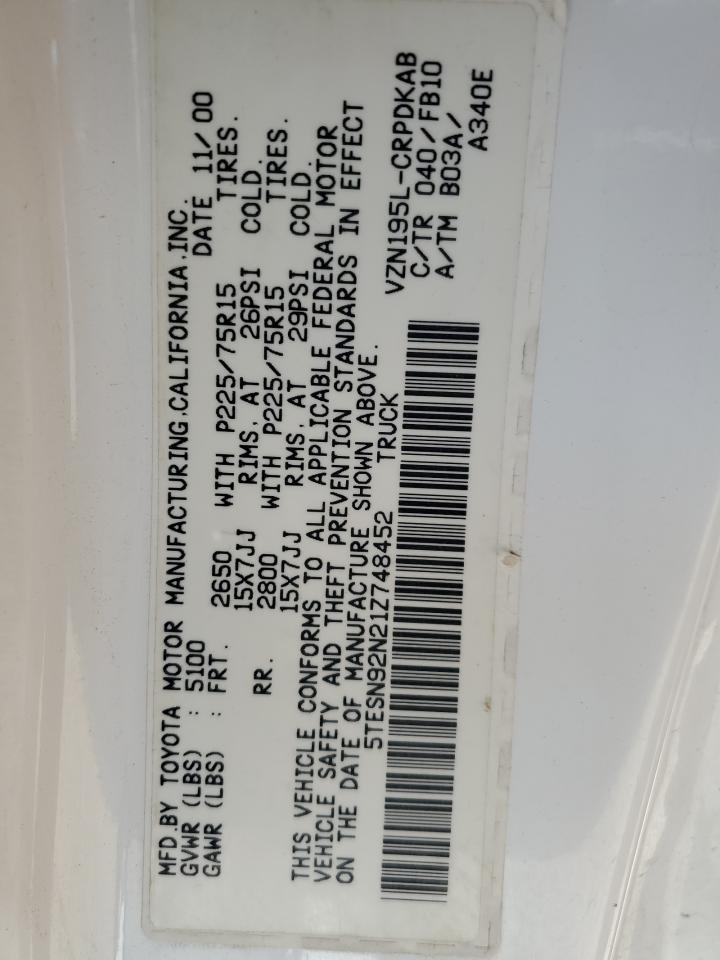 MFD.BY TOYOTA MOTOR MANUFACTURING,CALIFORNIA,INC.
GVWR (LBS) : 5100 DATE 11/00
GAWR (LBS) : FRT. 2650 WITH P225/75R15 TIRES.
15X7JJ RIMS, AT 26PSI COLD.
RR. 2800 WITH P225/75R15 TIRES.
15X7JJ RIMS, AT 29PSI COLD.
THIS VEHICLE CONFORMS TO ALL APPLICABLE FEDERAL MOTOR
VEHICLE SAFETY AND THEFT PREVENTION STANDARDS IN EFFECT
ON THE DATE OF MANUFACTURE SHOWN ABOVE.
5TESN92N21Z748452 TRUCK
VZN195L-CRPDKAB
C/TR 040/FB10
A/TM B03A/
A340E